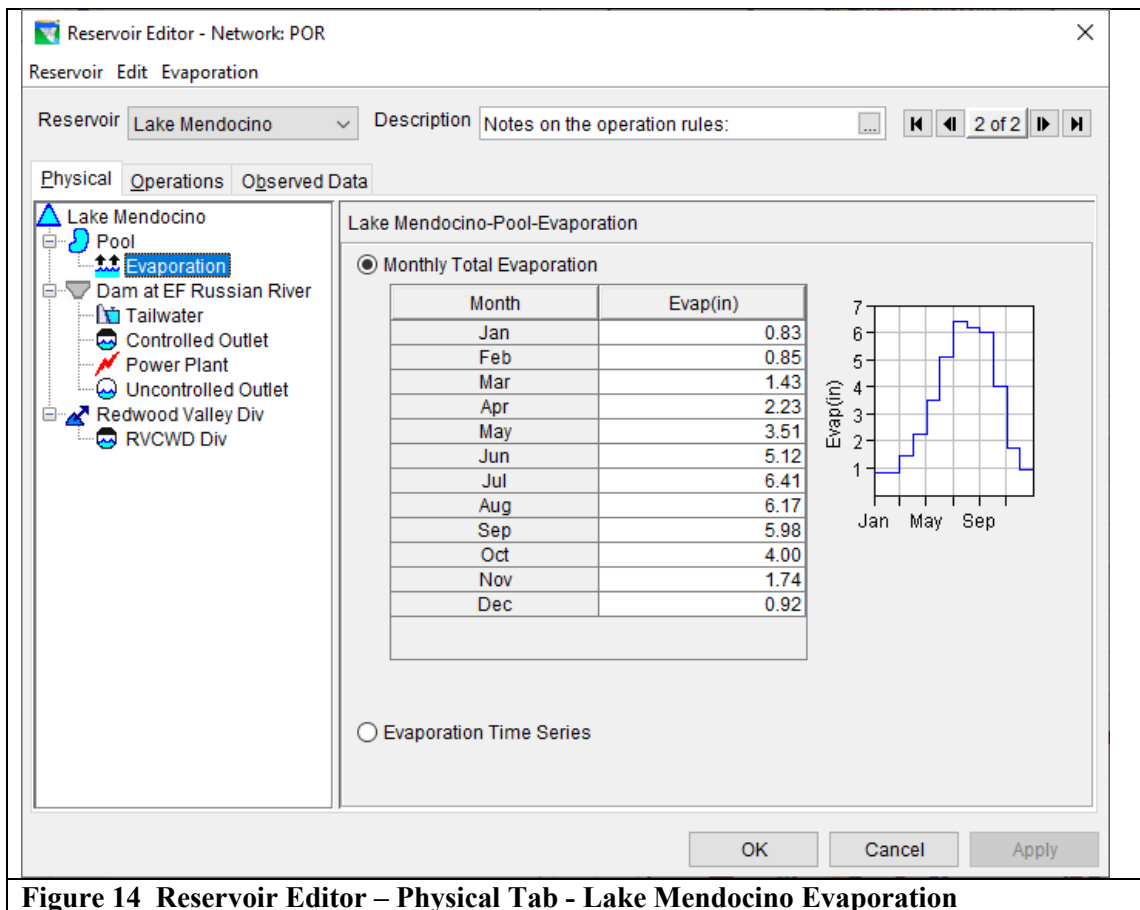 Reservoir Editor - Network: POR
Reservoir Edit Evaporation
Reservoir Lake Mendocino Description Notes on the operation rules: ... 2 of 2
Physical Operations Observed Data
Lake Mendocino
Pool
Evaporation
Dam at EF Russian River
Tailwater
Controlled Outlet
Power Plant
Uncontrolled Outlet
Redwood Valley Div
RVCWD Div
Lake Mendocino-Pool-Evaporation
Monthly Total Evaporation
Month Evap(in)
Jan 0.83
Feb 0.85
Mar 1.43
Apr 2.23
May 3.51
Jun 5.12
Jul 6.41
Aug 6.17
Sep 5.98
Oct 4.00
Nov 1.74
Dec 0.92
Evap(in)
7
6
5
4
3
2
1
Jan May Sep
Evaporation Time Series
OK Cancel Apply
Figure 14 Reservoir Editor – Physical Tab - Lake Mendocino Evaporation